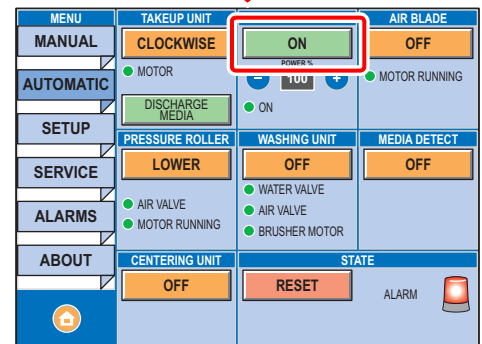 MENU
MANUAL
AUTOMATIC
SETUP
SERVICE
ALARMS
ABOUT
TAKEUP UNIT
CLOCKWISE
MOTOR
DISCHARGE
MEDIA
ON
POWER %
- 100 +
ON
AIR BLADE
OFF
MOTOR RUNNING
PRESSURE ROLLER
LOWER
AIR VALVE
MOTOR RUNNING
WASHING UNIT
OFF
WATER VALVE
AIR VALVE
BRUSHER MOTOR
MEDIA DETECT
OFF
CENTERING UNIT
OFF
STATE
RESET
ALARM